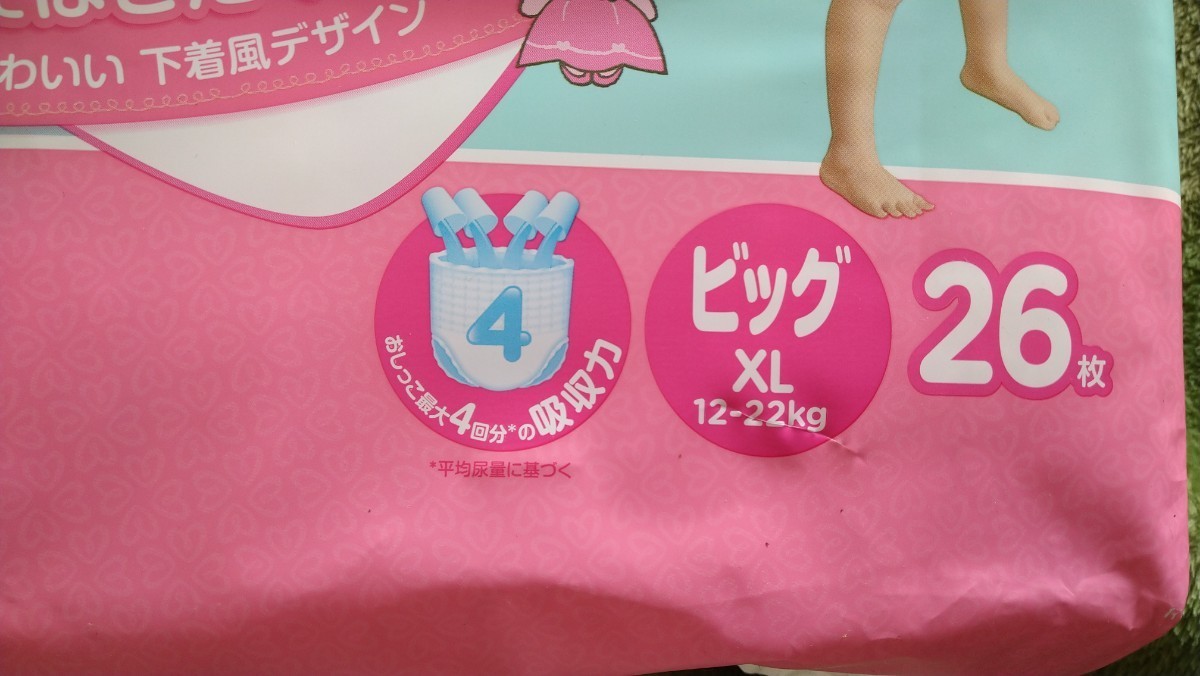 わいい 下着風デザイン
4
おしっこ最大4回分*の吸収力
*平均尿量に基づく
ビッグ
XL
12-22kg
26枚